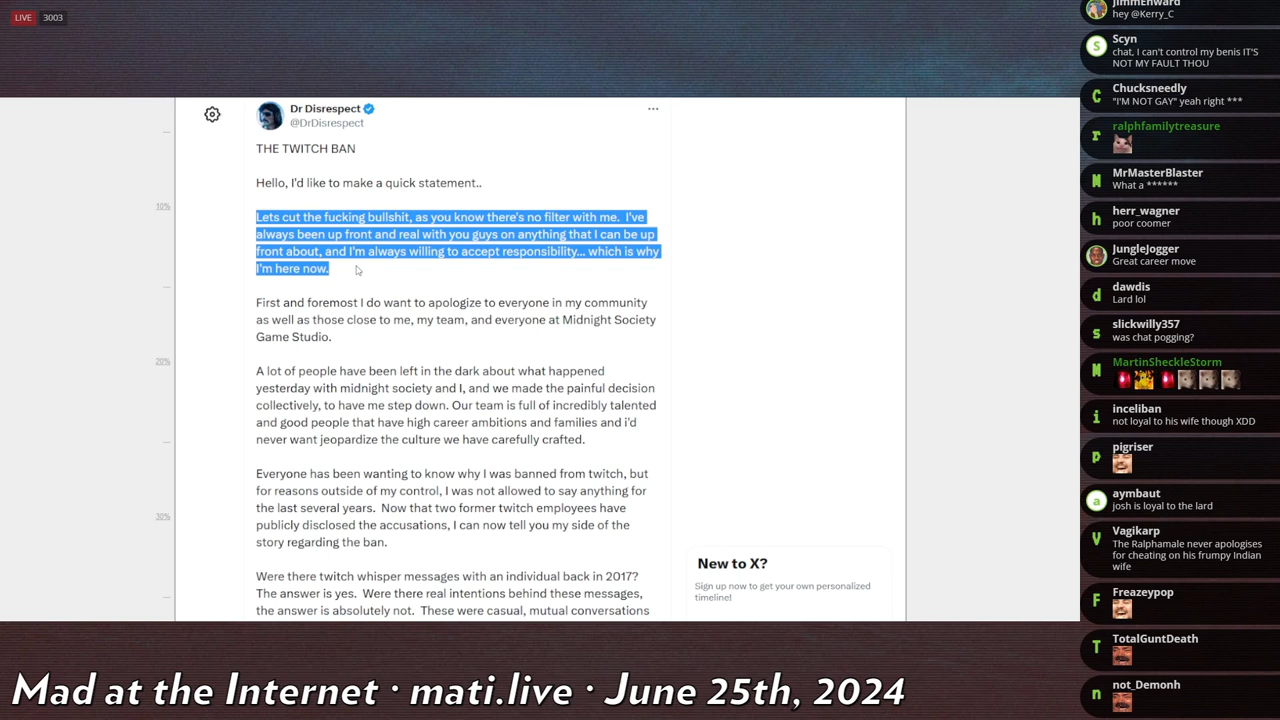 LIVE 3003
Dr Disrespect
@DrDisrespect
THE TWITCH BAN
Hello, I'd like to make a quick statement..
Lets cut the fucking bullshit, as you know there's no filter with me. I've
always been up front and real with you guys on anything that I can be up
front about, and I'm always willing to accept responsibility... which is why
I'm here now.
First and foremost I do want to apologize to everyone in my community
as well as those close to me, my team, and everyone at Midnight Society
Game Studio.
A lot of people have been left in the dark about what happened
yesterday with midnight society and I, and we made the painful decision
collectively, to have me step down. Our team is full of incredibly talented
and good people that have high career ambitions and families and i'd
never want jeopardize the culture we have carefully crafted.
Everyone has been wanting to know why I was banned from twitch, but
for reasons outside of my control, I was not allowed to say anything for
the last several years. Now that two former twitch employees have
publicly disclosed the accusations, I can now tell you my side of the
story regarding the ban.
Were there twitch whisper messages with an individual back in 2017?
The answer is yes. Were there real intentions behind these messages,
the answer is absolutely not. These were casual, mutual conversations
10%
20%
30%
New to X?
Sign up now to get your own personalized
timeline!
JimmEnward
hey @Kerry_C
S
Scyn
chat, I can't control my benis IT'S
NOT MY FAULT THOU
C
Chucksneedly
"I'M NOT GAY" yeah right ***
r
ralphfamilytreasure
M
MrMasterBlaster
What a ******
h
herr_wagner
poor coomer
JungleJogger
Great career move
d
dawdis
Lard lol
s
slickwilly357
was chat pogging?
M
MartinSheckleStorm
i
inceliban
not loyal to his wife though XDD
p
pigriser
a
aymbaut
josh is loyal to the lard
V
Vagikarp
The Ralphamale never apologises
for cheating on his frumpy Indian
wife
F
Freazeypop
T
TotalGuntDeath
n
not_Demonh
Mad at the Internet · mati.live · June 25th, 2024